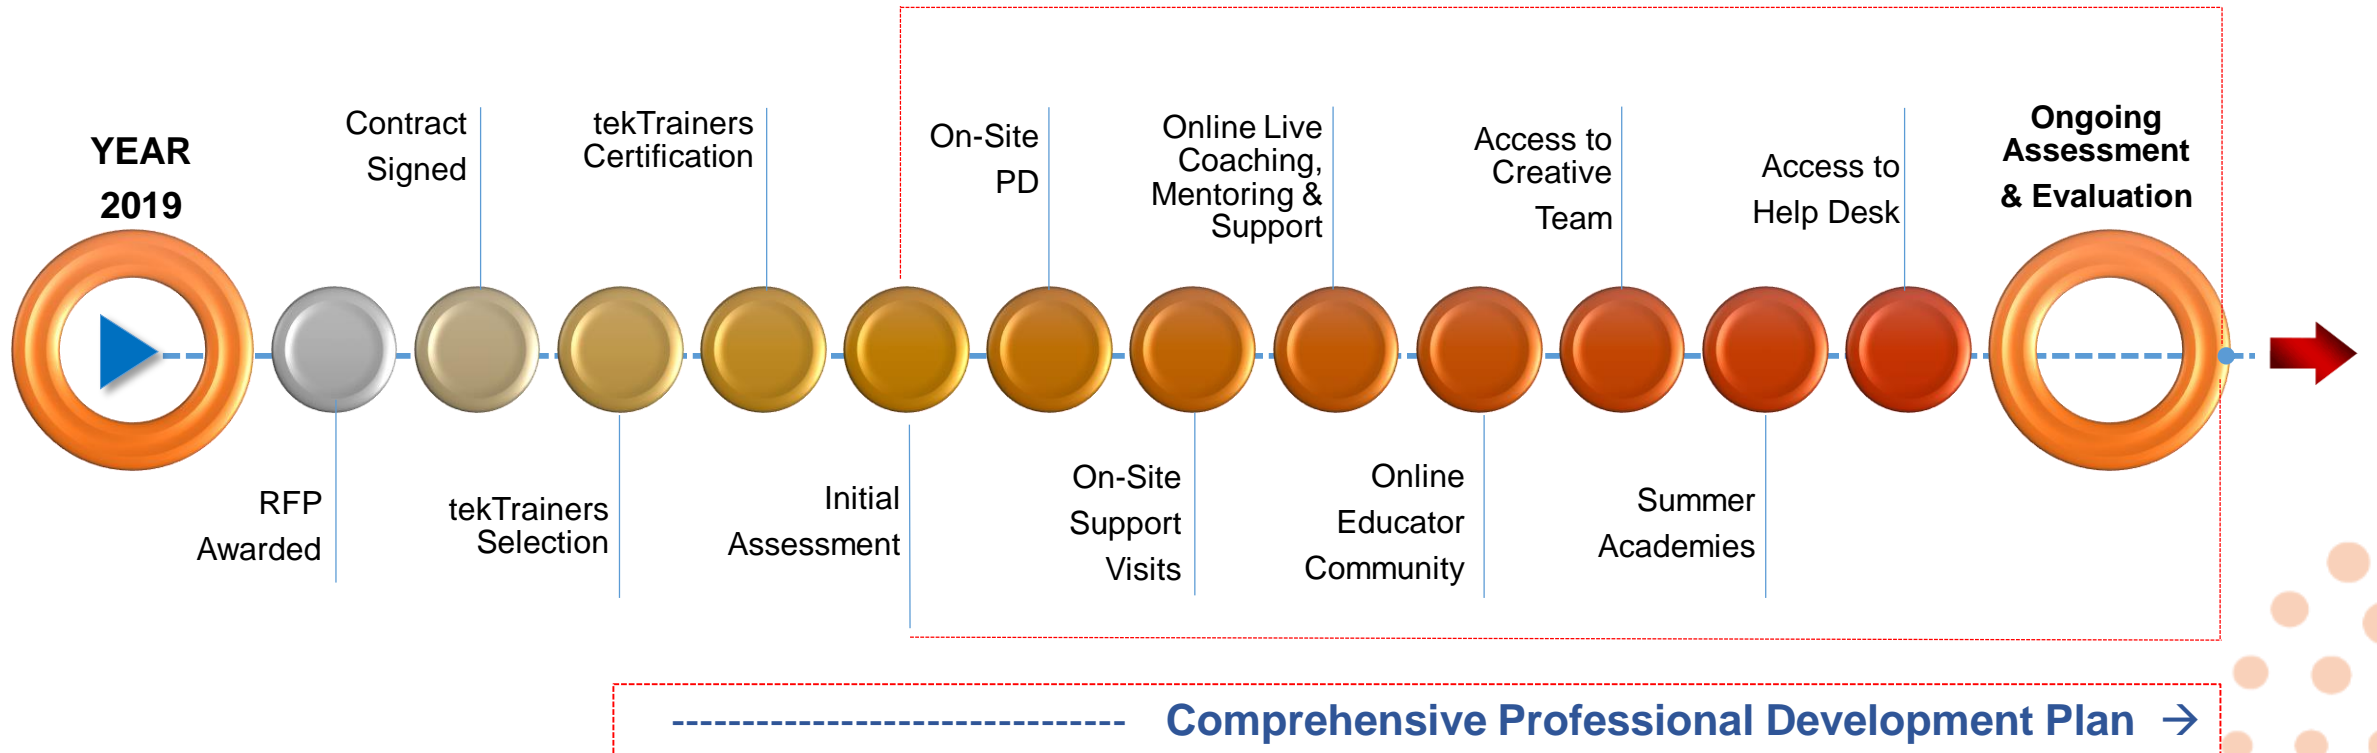 YEAR
2019
RFP
Awarded
Contract
Signed
tekTrainers
Selection
tekTrainers
Certification
Initial
Assessment
On-Site
PD
On-Site
Support
Visits
Online Live
Coaching,
Mentoring &
Support
Online
Educator
Community
Access to
Creative
Team
Summer
Academies
Access to
Help Desk
Ongoing
Assessment
& Evaluation
-------------------------------- Comprehensive Professional Development Plan →